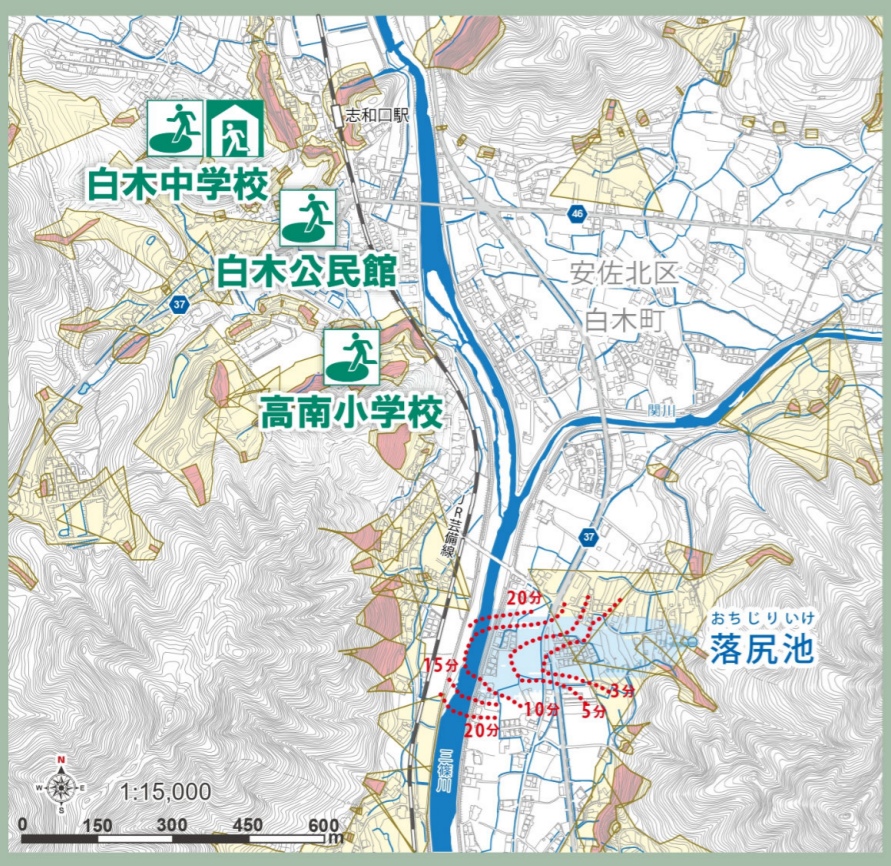 志和口駅
白木中学校
白木公民館
46
安佐北区
白木町
37
高南小学校
関川
JR芸備線
37
20分
おちじりいけ
落尻池
15分
3分
10分
5分
20分
三篠川
N
W
E
S
1:15,000
0 150 300 450 600m